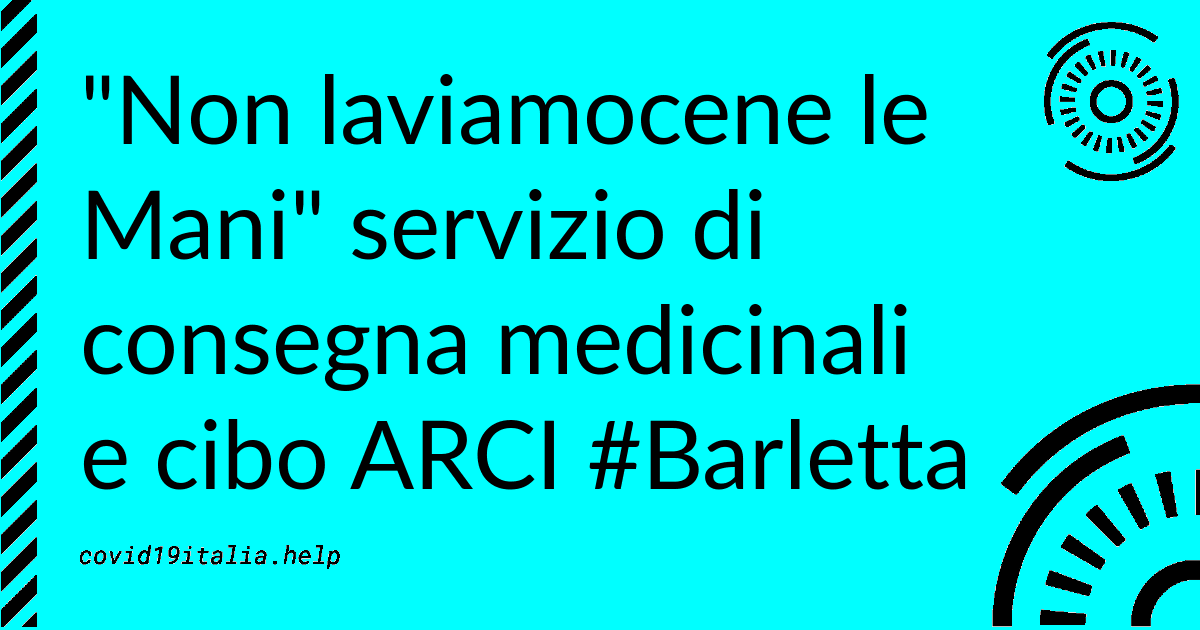 "Non laviamocene le
Mani" servizio di
consegna medicinali
e cibo ARCI #Barletta
covid19italia.help